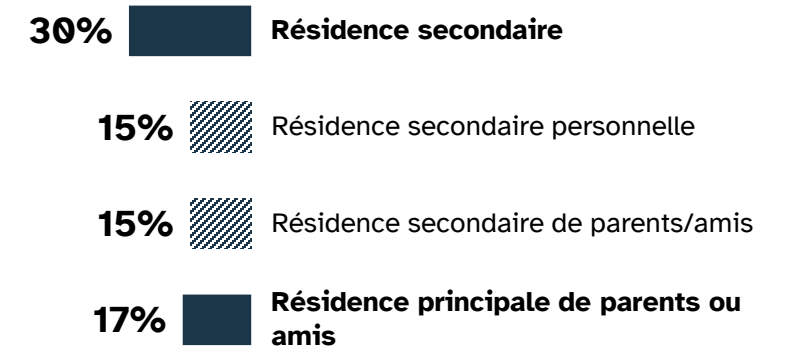 30% Résidence secondaire
15% Résidence secondaire personnelle
15% Résidence secondaire de parents/amis
17% Résidence principale de parents ou
amis